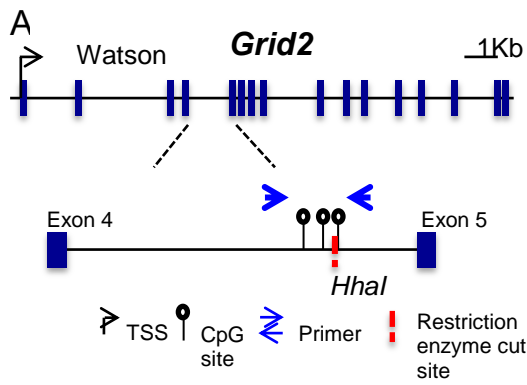 A
Watson
Grid2
1Kb
Exon 4
Exon 5
HhaI
TSS
CpG
site
Primer
Restriction
enzyme cut
site